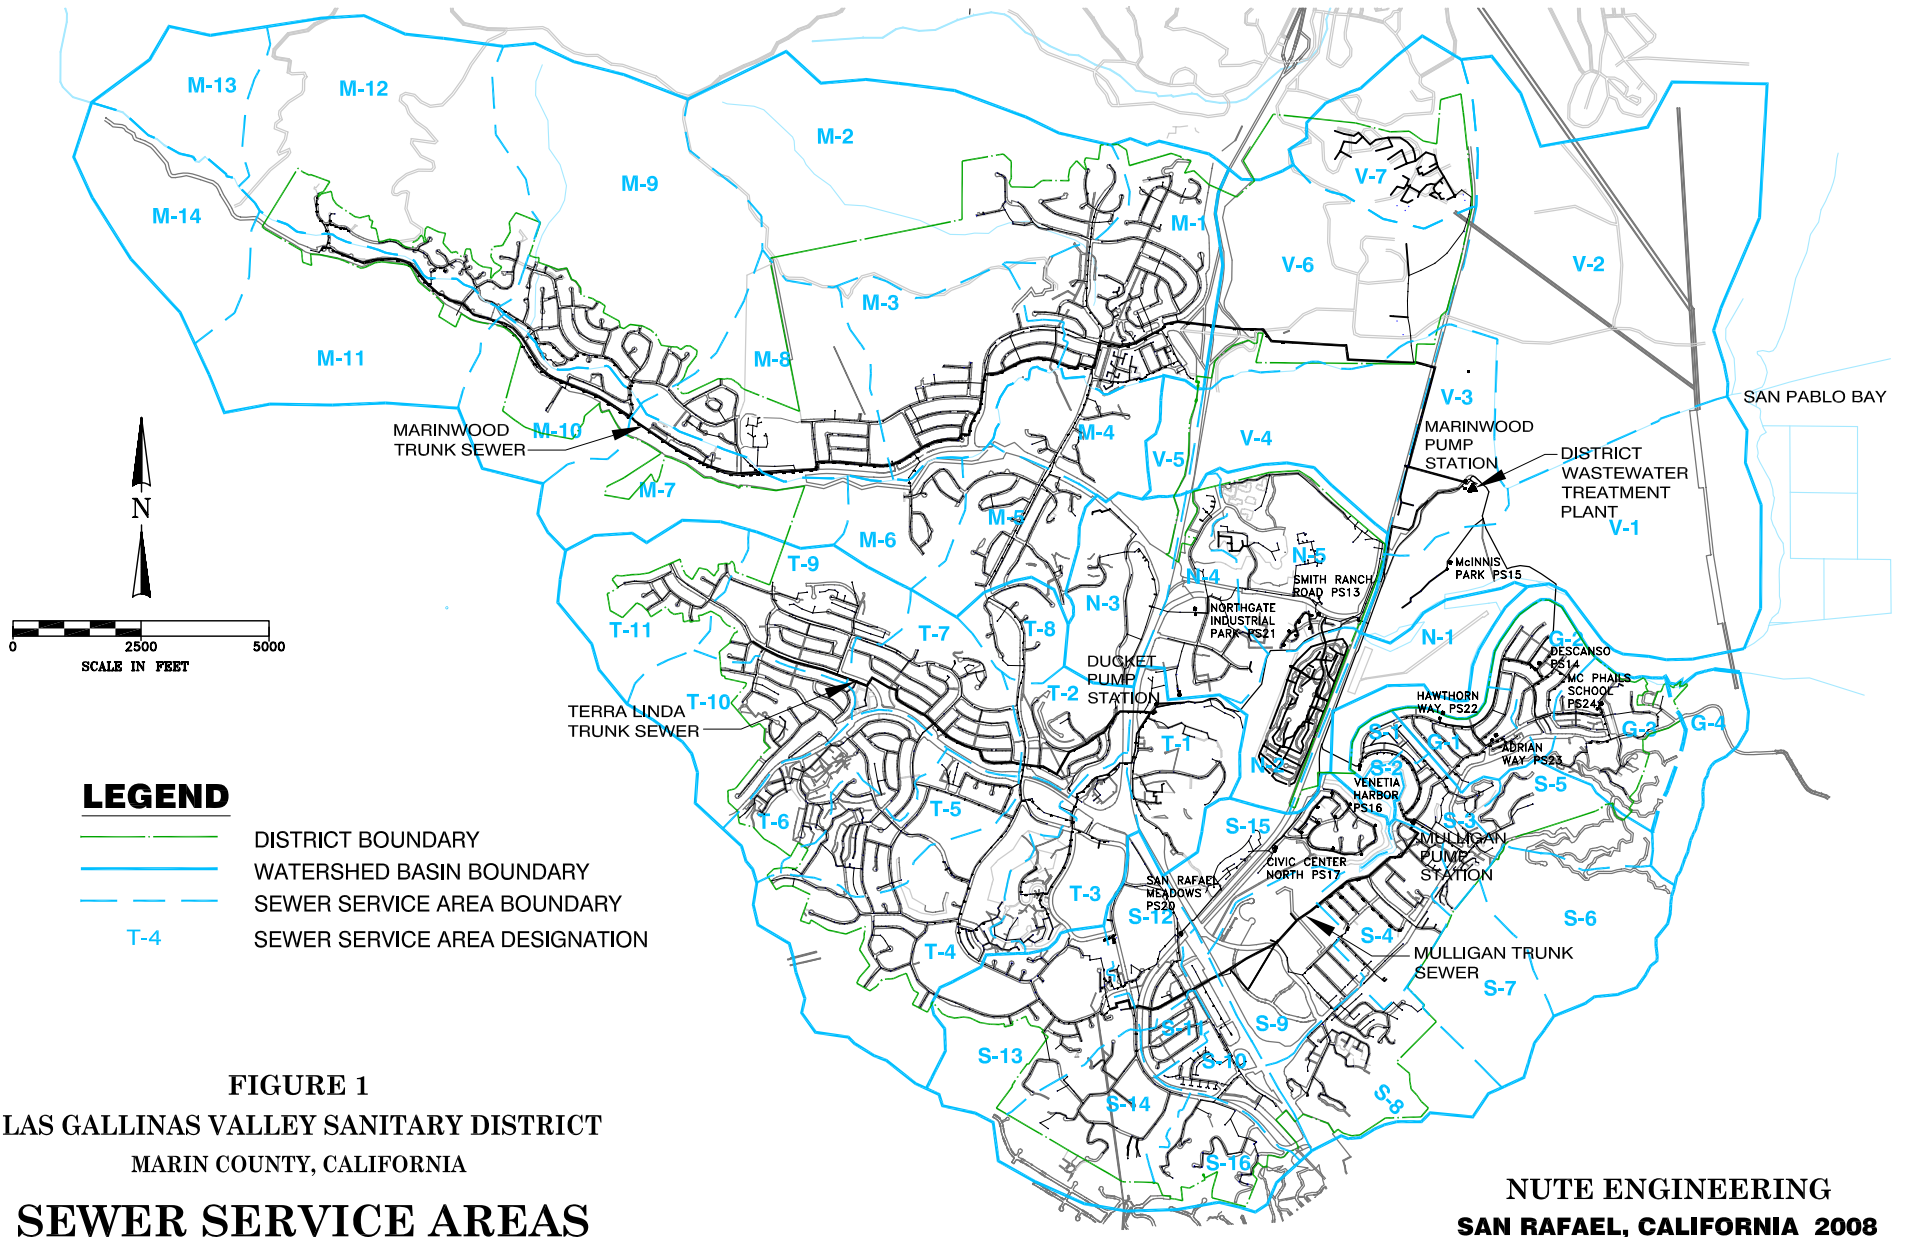 M-13
M-12
M-2
M-9
V-7
M-14
M-1
V-6
V-2
M-3
M-8
M-11
V-3
SAN PABLO BAY
MARINWOOD
TRUNK SEWER
M-10
M-4
V-4
V-5
MARINWOOD
PUMP
STATION
DISTRICT
WASTEWATER
TREATMENT
PLANT
V-1
M-7
M-5
M-6
N
N-5
N-4
T-9
SMITH RANCH
ROAD PS13
McINNIS
PARK PS15
N-3
NORTHGATE
INDUSTRIAL
PARK PS21
T-11
T-7
T-8
N-1
G-2
DESCANSO
PS14
0
2500
5000
SCALE IN FEET
DUCKET
PUMP
STATION
T-2
MC PHAILS
SCHOOL
PS24
HAWTHORN
WAY PS22
T-10
TERRA LINDA
TRUNK SEWER
G-3
G-4
S-1
G-1
T-1
ADRIAN
WAY PS23
N-2
S-2
VENETIA
HARBOR
PS16
S-5
LEGEND
DISTRICT BOUNDARY
WATERSHED BASIN BOUNDARY
SEWER SERVICE AREA BOUNDARY
T-4
SEWER SERVICE AREA DESIGNATION
T-5
T-6
S-15
S-3
MULLIGAN
PUMP
STATION
CIVIC CENTER
NORTH PS17
SAN RAFAEL
MEADOWS
PS20
T-3
S-12
S-6
S-4
T-4
MULLIGAN TRUNK
SEWER
S-7
S-11
S-9
S-13
S-10
S-8
S-14
S-16
FIGURE 1
LAS GALLINAS VALLEY SANITARY DISTRICT
MARIN COUNTY, CALIFORNIA
SEWER SERVICE AREAS
NUTE ENGINEERING
SAN RAFAEL, CALIFORNIA 2008